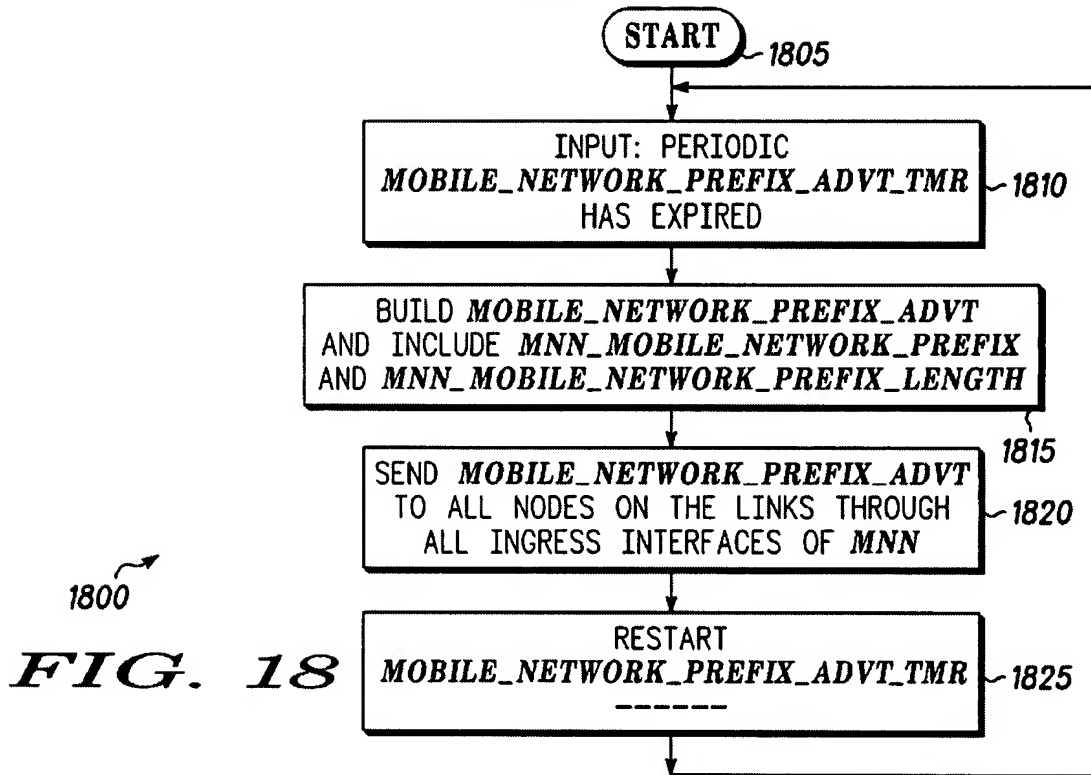 START
1805
INPUT: PERIODIC
MOBILE_NETWORK_PREFIX_ADVT_TMR
HAS EXPIRED
1810
BUILD MOBILE_NETWORK_PREFIX_ADVT
AND INCLUDE MNN_MOBILE_NETWORK_PREFIX
AND MNN_MOBILE_NETWORK_PREFIX_LENGTH
1815
SEND MOBILE_NETWORK_PREFIX_ADVT
TO ALL NODES ON THE LINKS THROUGH
ALL INGRESS INTERFACES OF MNN
1820
RESTART
MOBILE_NETWORK_PREFIX_ADVT_TMR
------
1825
1800
FIG. 18